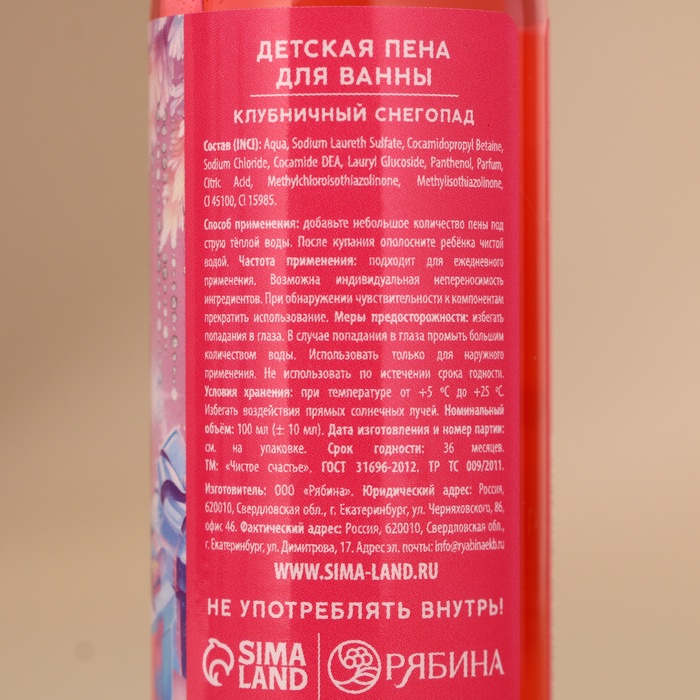 ДЕТСКАЯ ПЕНА
ДЛЯ ВАННЫ
КЛУБНИЧНЫЙ СНЕГОПАД
Состав (INCI): Aqua, Sodium Laureth Sulfate, Cocamidopropyl Betaine,
Sodium Chloride, Cocamide DEA, Lauryl Glucoside, Panthenol, Parfum,
Citric Acid, Methylchloroisothiazolinone, Methylisothiazolinone,
CI 45100, CI 15985.
Способ применения: добавьте небольшое количество пены под
струю тёплой воды. После купания ополосните ребёнка чистой
водой. Частота применения: подходит для ежедневного
применения. Возможна индивидуальная непереносимость
ингредиентов. При обнаружении чувствительности к компонентам
прекратить использование. Меры предосторожности: избегать
попадания в глаза. В случае попадания в глаза промыть большим
количеством воды. Использовать только для наружного
применения. Не использовать по истечении срока годности.
Условия хранения: при температуре от +5 °С до +25 °С.
Избегать воздействия прямых солнечных лучей. Номинальный
объём: 100 мл (± 10 мл). Дата изготовления и номер партии:
см. на упаковке. Срок годности: 36 месяцев.
ТМ: «Чистое счастье». ГОСТ 31696-2012. ТР ТС 009/2011.
Изготовитель: ООО «Рябина». Юридический адрес: Россия,
620010, Свердловская обл., г. Екатеринбург, ул. Черняховского, 86,
офис 46. Фактический адрес: Россия, 620010, Свердловская обл.,
г. Екатеринбург, ул. Димитрова, 17. Адрес эл. почты: info@ryabinaekb.ru
WWW.SIMA-LAND.RU
НЕ УПОТРЕБЛЯТЬ ВНУТРЬ!
SIMA
LAND
РЯБИНА